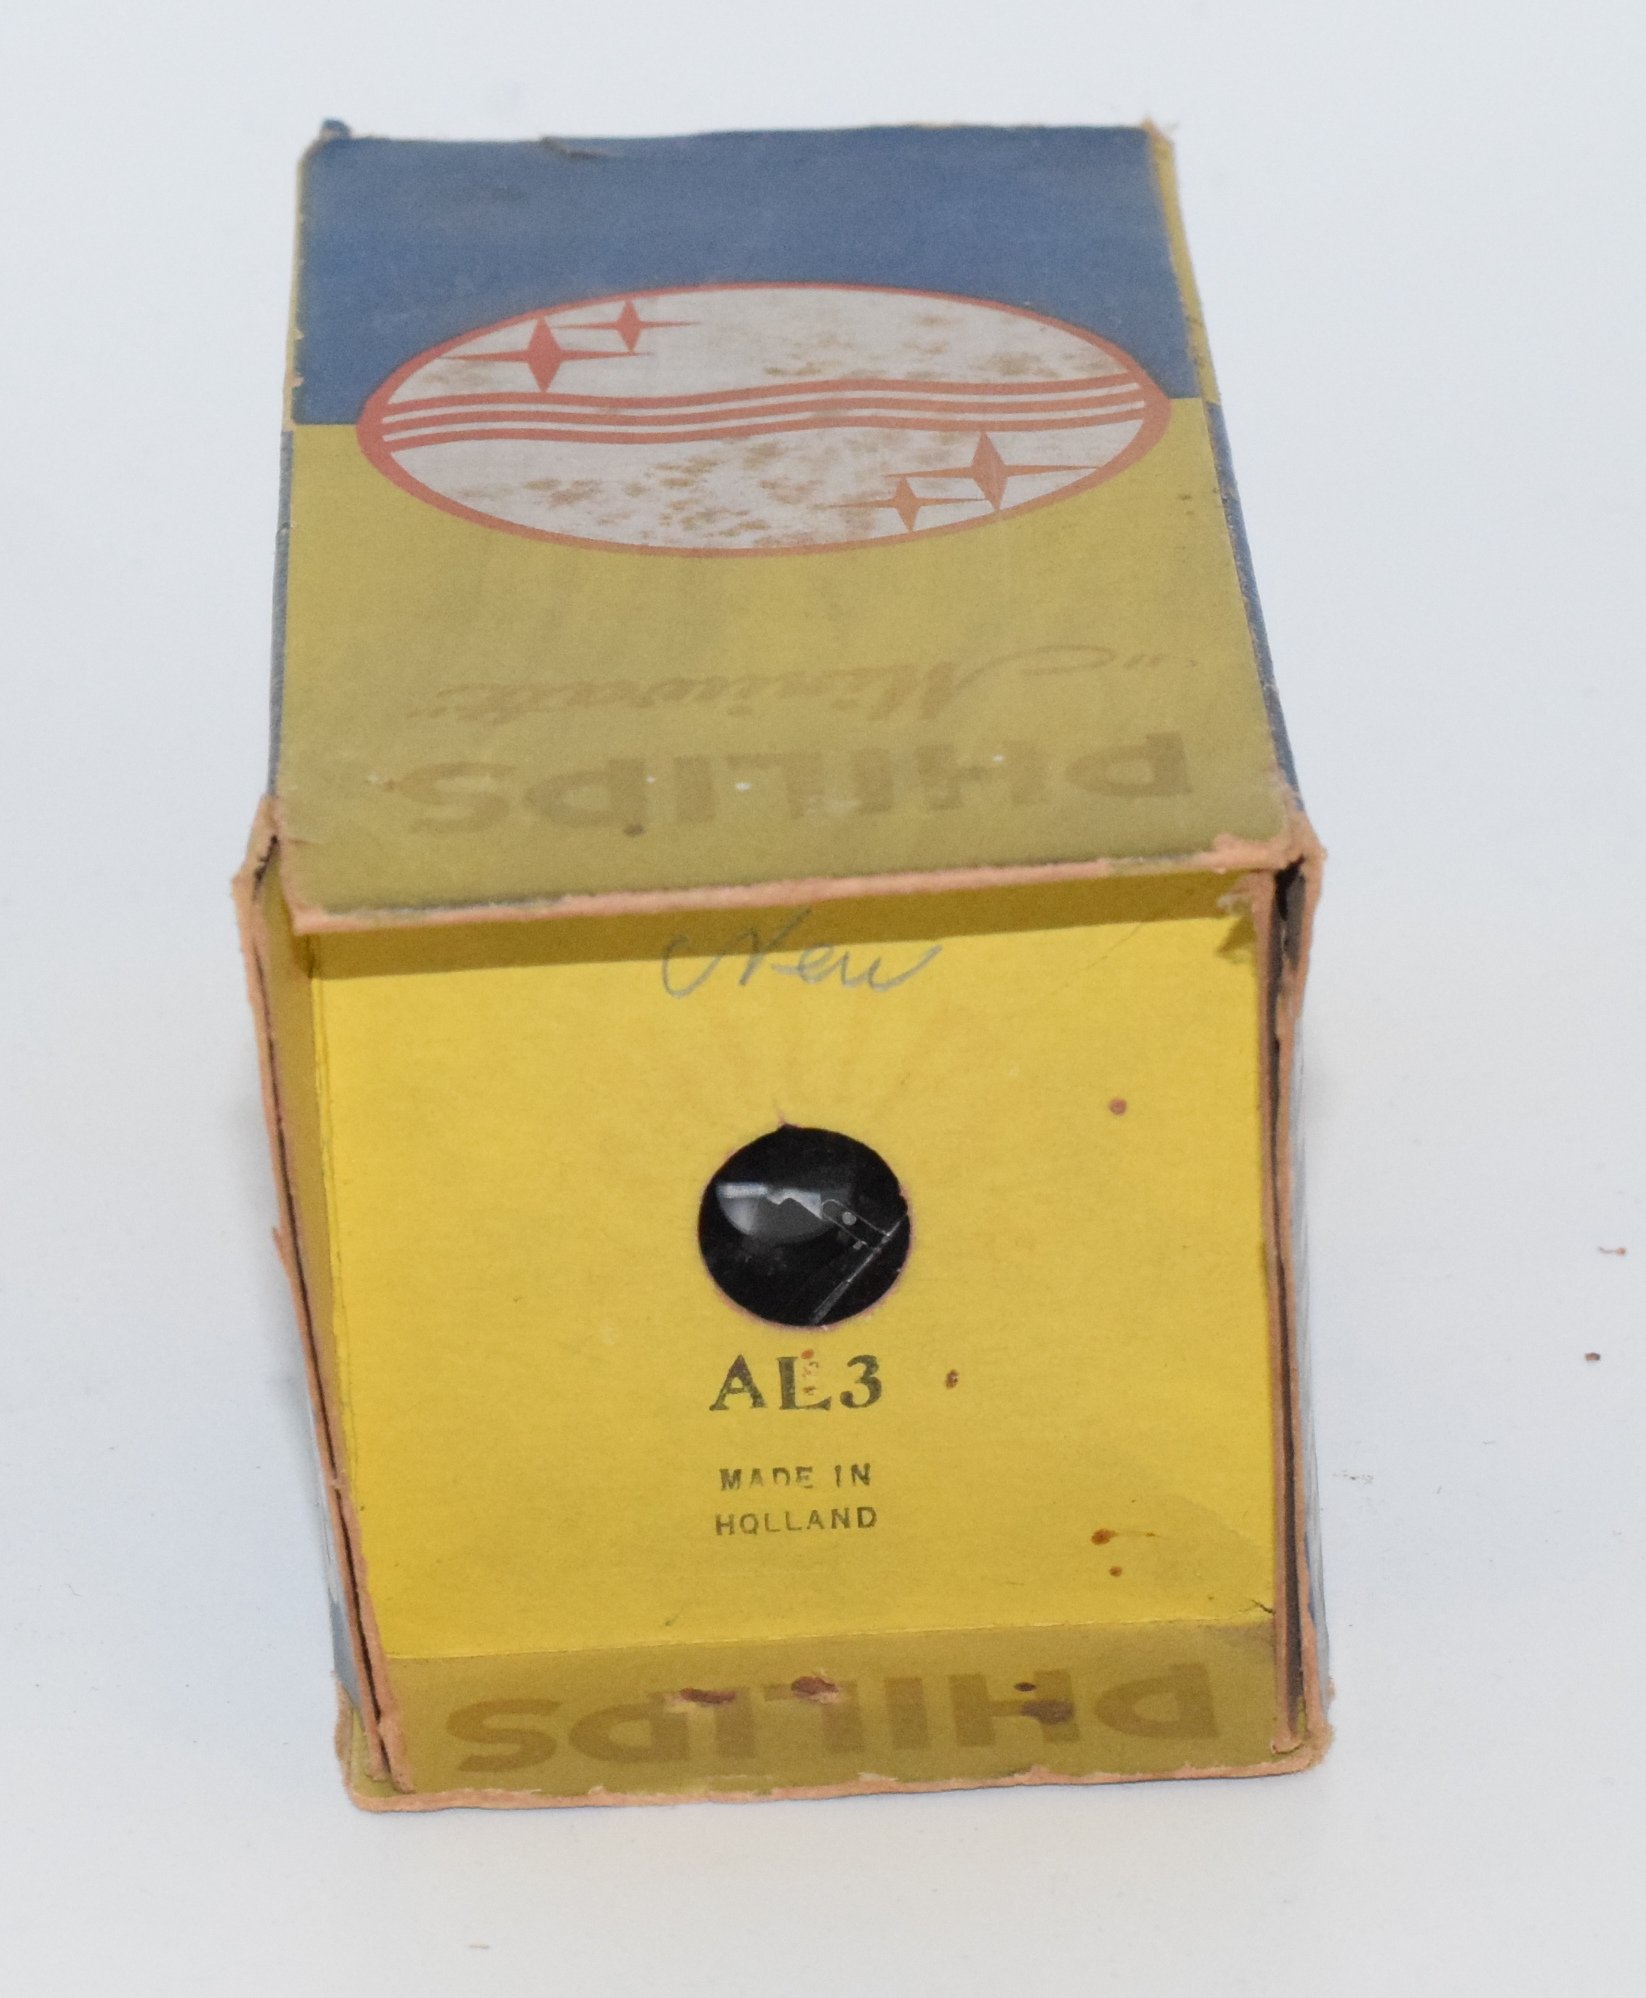 "Miniwatt"
PHILIPS
New
AL3
MADE IN
HOLLAND
PHILIPS